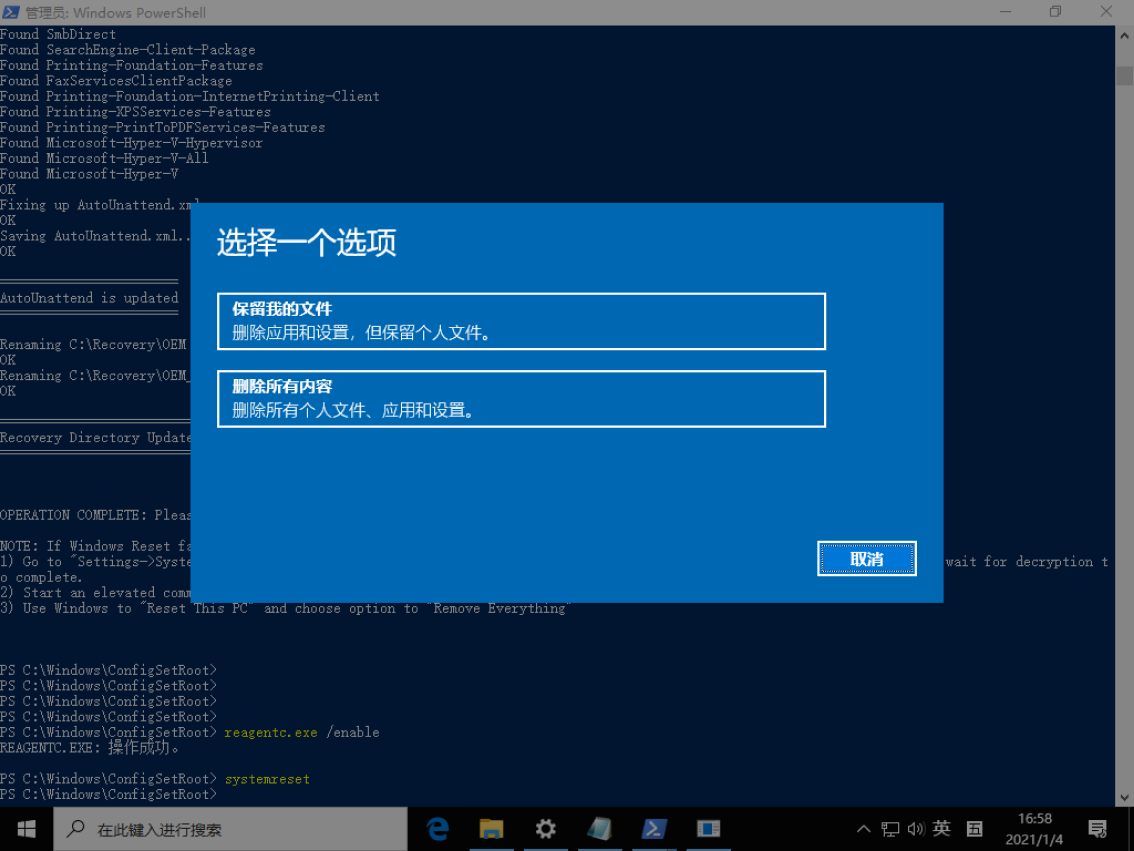 管理员: Windows PowerShell
Found SmbDirect
Found SearchEngine-Client-Package
Found Printing-Foundation-Features
Found FaxServicesClientPackage
Found Printing-Foundation-InternetPrinting-Client
Found Printing-XPSServices-Features
Found Printing-PrintToPDFServices-Features
Found Microsoft-Hyper-V-Hypervisor
Found Microsoft-Hyper-V-All
Found Microsoft-Hyper-V
OK
Fixing up AutoUnattend.xml
OK
Saving AutoUnattend.xml..
OK
AutoUnattend is updated
Renaming C:\Recovery\OEM
OK
Renaming C:\Recovery\OEM_
OK
Recovery Directory Update
OPERATION COMPLETE: Pleas
NOTE: If Windows Reset fa
1) Go to "Settings->Syste wait for decryption t
o complete.
2) Start an elevated comm
3) Use Windows to "Reset This PC" and choose option to "Remove Everything"
选择一个选项
保留我的文件
删除应用和设置，但保留个人文件。
删除所有内容
删除所有个人文件、应用和设置。
取消
PS C:\Windows\ConfigSetRoot>
PS C:\Windows\ConfigSetRoot>
PS C:\Windows\ConfigSetRoot>
PS C:\Windows\ConfigSetRoot>
PS C:\Windows\ConfigSetRoot> reagentc.exe /enable
REAGENTC.EXE: 操作成功。
PS C:\Windows\ConfigSetRoot> systemreset
PS C:\Windows\ConfigSetRoot>
在此键入进行搜索
英
五
16:58
2021/1/4